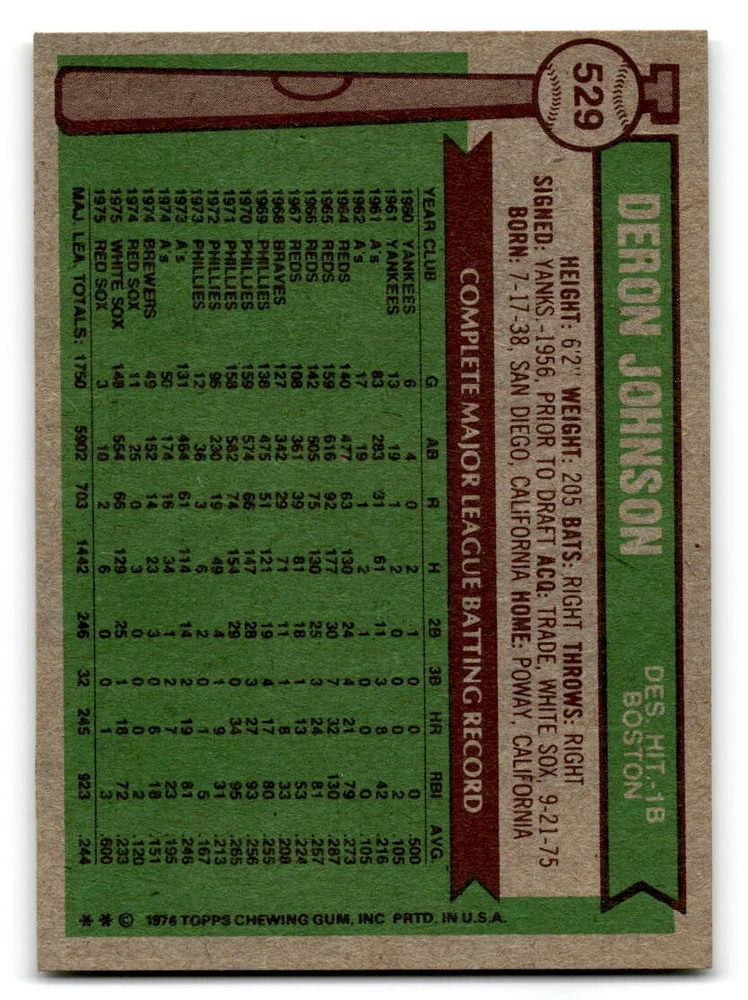 529
DERON JOHNSON
DES. HIT.-1B
BOSTON
HEIGHT: 6'2" WEIGHT: 205 BATS: RIGHT THROWS: RIGHT
SIGNED: YANKS.-1956, PRIOR TO DRAFT ACQ: TRADE, WHITE SOX, 9-21-75
BORN: 7-17-38, SAN DIEGO, CALIFORNIA HOME: POWAY, CALIFORNIA
COMPLETE MAJOR LEAGUE BATTING RECORD
YEAR CLUB G AB R H 2B 3B HR RBI AVG.
1960 YANKEES 6 4 0 2 1 0 0 0 .500
1961 YANKEES 13 19 1 2 0 0 0 2 .105
1961 A's 83 283 31 61 11 3 8 42 .216
1962 A's 17 19 1 2 1 0 0 0 .105
1964 REDS 140 477 63 130 24 4 21 79 .273
1965 REDS 159 616 92 177 30 7 32 130 .287
1966 REDS 142 505 75 130 25 3 24 81 .257
1967 REDS 108 361 39 81 18 1 13 53 .224
1968 BRAVES 127 342 29 71 11 1 8 33 .208
1969 PHILLIES 138 475 51 121 19 4 17 80 .255
1970 PHILLIES 159 574 66 147 28 3 27 93 .256
1971 PHILLIES 158 582 74 154 29 0 34 95 .265
1972 PHILLIES 96 230 19 49 4 1 9 31 .213
1973 PHILLIES 12 36 3 6 2 0 1 5 .167
1973 A's 131 464 61 114 14 2 19 81 .246
1974 A's 50 174 16 34 1 2 7 23 .195
1974 BREWERS 49 152 14 23 3 0 6 18 .151
1974 RED SOX 11 25 0 3 0 0 0 2 .120
1975 WHITE SOX 148 554 66 129 25 1 18 72 .233
1975 RED SOX 3 10 2 6 0 0 1 3 .600
MAJ. LEA. TOTALS: 1750 5902 703 1442 246 32 245 923 .244
* * © 1976 TOPPS CHEWING GUM, INC PRTD. IN U.S.A.